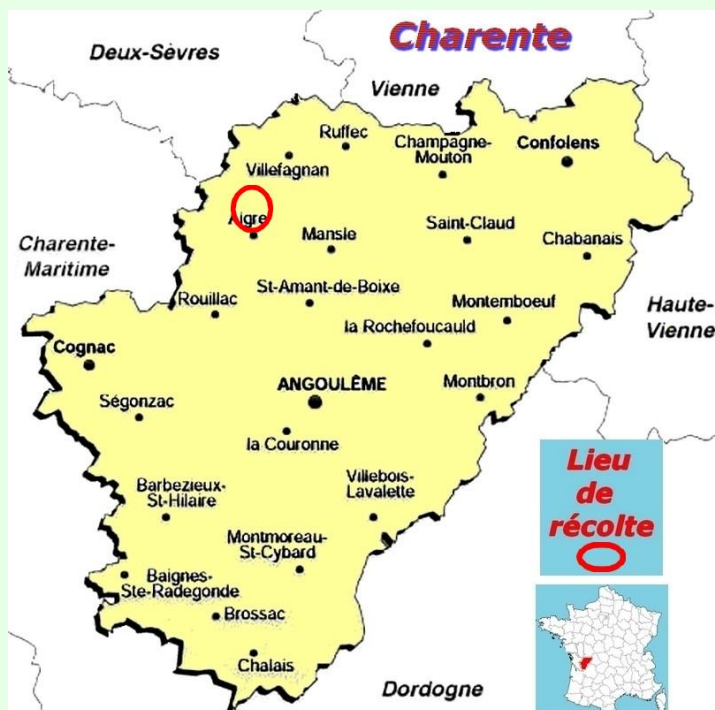 Charente
Deux-Sèvres
Vienne
Ruffec
Champagne-
Mouton
Confolens
Villefagnan
Aigre
Mansle
Saint-Claud
Chabanais
Charente-
Maritime
Rouillac
St-Amant-de-Boixe
Montemboeuf
Haute-
Vienne
la Rochefoucauld
Cognac
ANGOULÊME
Montbron
Ségonzac
la Couronne
Lieu
de
récolte
Barbezieux-
St-Hilaire
Villebois-
Lavalette
Montmoreau-
St-Cybard
Baignes-
Ste-Radegonde
Brossac
Chalais
Dordogne